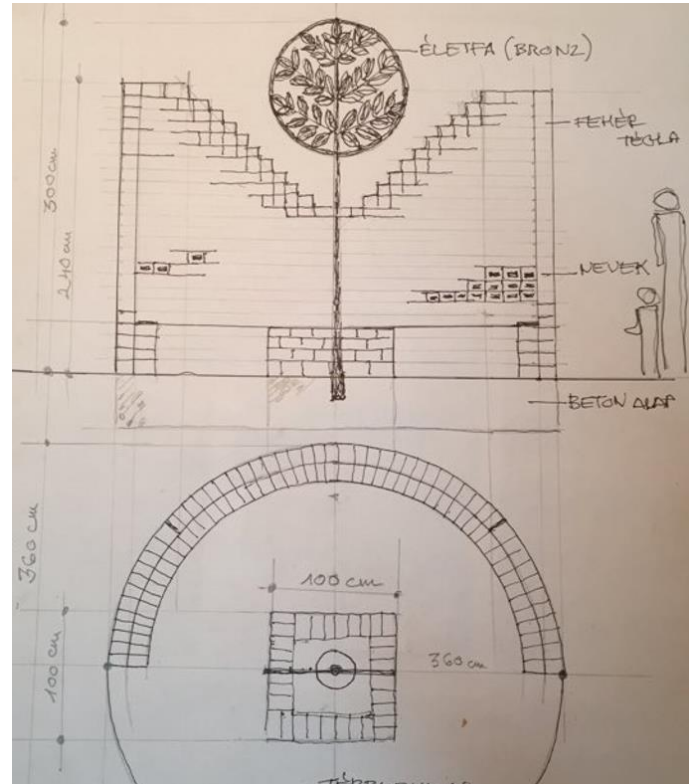 ÉLETFA (BRONZ)
FEHÉR
TÉGLA
300 cm
240 cm
NEVEK
BETON ALAP
360 cm
100 cm
360 cm
100 cm